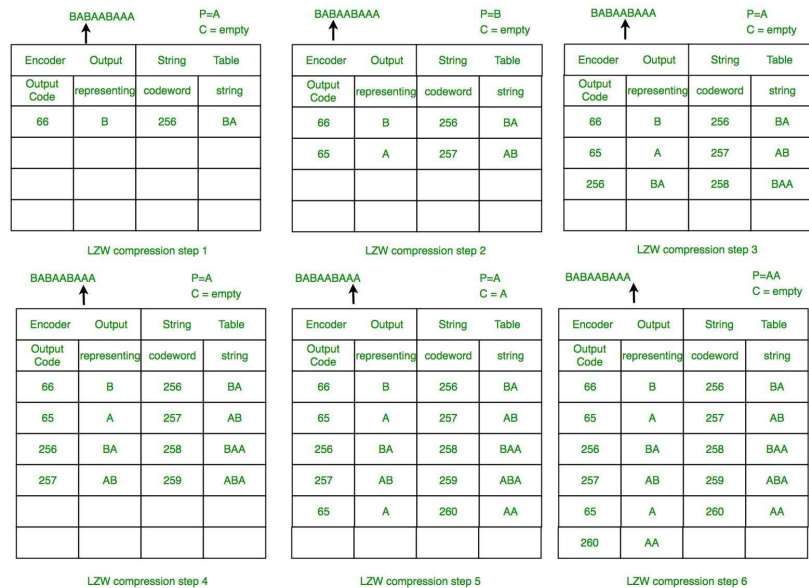 BABAABAAA
P=A
C = empty
Encoder Output String Table
Output Code representing codeword string
66 B 256 BA
LZW compression step 1
BABAABAAA
P=B
C = empty
Encoder Output String Table
Output Code representing codeword string
66 B 256 BA
65 A 257 AB
LZW compression step 2
BABAABAAA
P=A
C = empty
Encoder Output String Table
Output Code representing codeword string
66 B 256 BA
65 A 257 AB
256 BA 258 BAA
LZW compression step 3
BABAABAAA
P=A
C = empty
Encoder Output String Table
Output Code representing codeword string
66 B 256 BA
65 A 257 AB
256 BA 258 BAA
257 AB 259 ABA
LZW compression step 4
BABAABAAA
P=A
C = A
Encoder Output String Table
Output Code representing codeword string
66 B 256 BA
65 A 257 AB
256 BA 258 BAA
257 AB 259 ABA
65 A 260 AA
LZW compression step 5
BABAABAAA
P=AA
C = empty
Encoder Output String Table
Output Code representing codeword string
66 B 256 BA
65 A 257 AB
256 BA 258 BAA
257 AB 259 ABA
65 A 260 AA
260 AA
LZW compression step 6